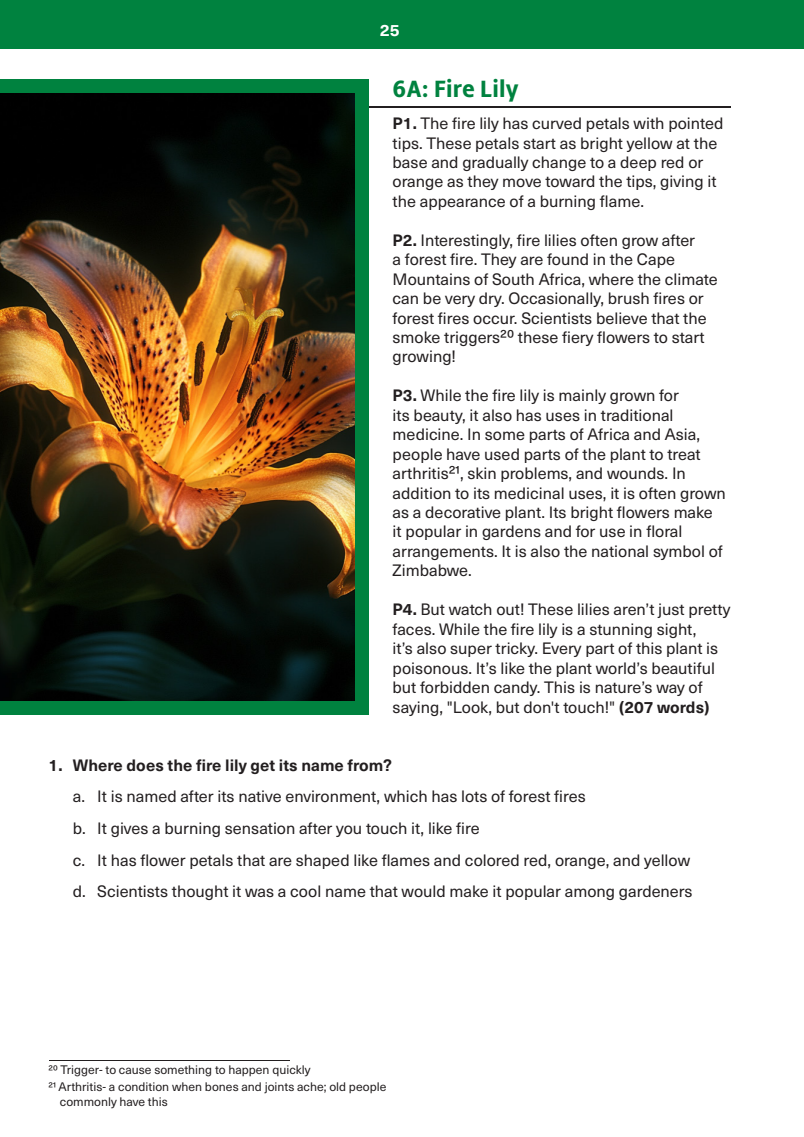 25
6A: Fire Lily
P1. The fire lily has curved petals with pointed
tips. These petals start as bright yellow at the
base and gradually change to a deep red or
orange as they move toward the tips, giving it
the appearance of a burning flame.
P2. Interestingly, fire lilies often grow after
a forest fire. They are found in the Cape
Mountains of South Africa, where the climate
can be very dry. Occasionally, brush fires or
forest fires occur. Scientists believe that the
smoke triggers²⁰ these fiery flowers to start
growing!
P3. While the fire lily is mainly grown for
its beauty, it also has uses in traditional
medicine. In some parts of Africa and Asia,
people have used parts of the plant to treat
arthritis²¹, skin problems, and wounds. In
addition to its medicinal uses, it is often grown
as a decorative plant. Its bright flowers make
it popular in gardens and for use in floral
arrangements. It is also the national symbol of
Zimbabwe.
P4. But watch out! These lilies aren’t just pretty
faces. While the fire lily is a stunning sight,
it’s also super tricky. Every part of this plant is
poisonous. It’s like the plant world’s beautiful
but forbidden candy. This is nature’s way of
saying, "Look, but don't touch!" (207 words)
1. Where does the fire lily get its name from?
a. It is named after its native environment, which has lots of forest fires
b. It gives a burning sensation after you touch it, like fire
c. It has flower petals that are shaped like flames and colored red, orange, and yellow
d. Scientists thought it was a cool name that would make it popular among gardeners
²⁰ Trigger- to cause something to happen quickly
²¹ Arthritis- a condition when bones and joints ache; old people
commonly have this